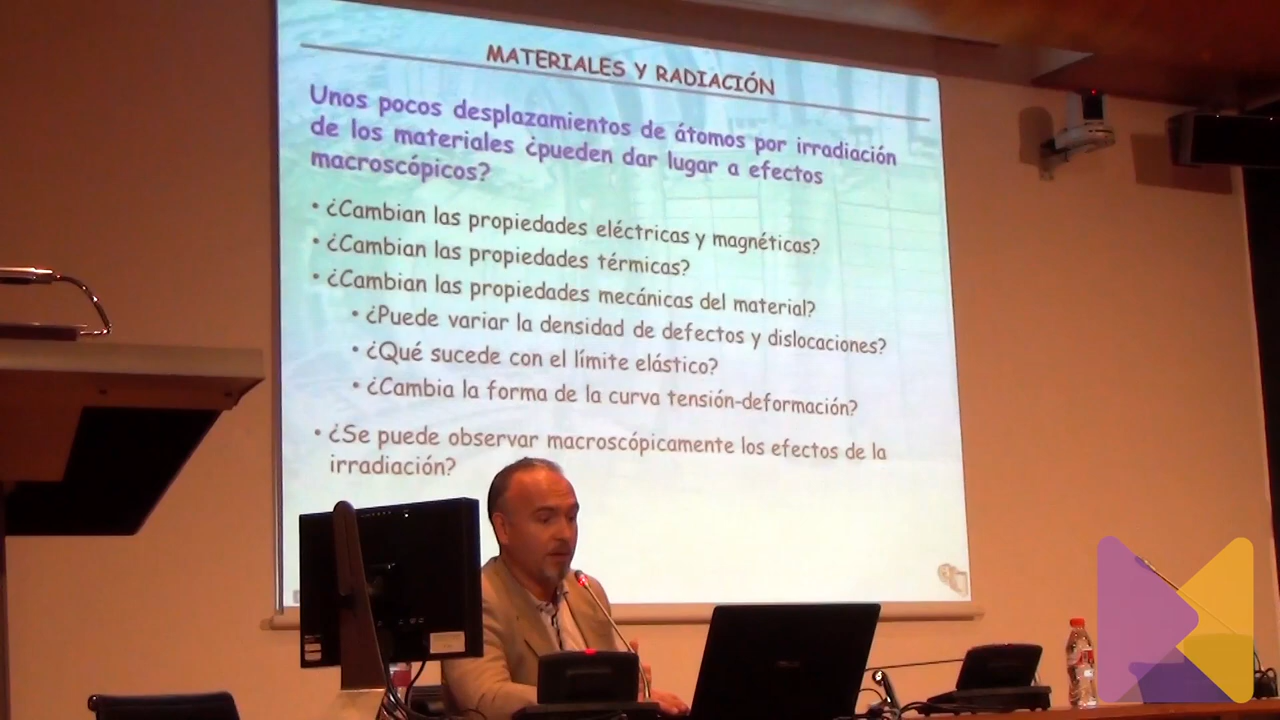 MATERIALES Y RADIACIÓN
Unos pocos desplazamientos de átomos por irradiación
de los materiales ¿pueden dar lugar a efectos
macroscópicos?
• ¿Cambian las propiedades eléctricas y magnéticas?
• ¿Cambian las propiedades térmicas?
• ¿Cambian las propiedades mecánicas del material?
• ¿Puede variar la densidad de defectos y dislocaciones?
• ¿Qué sucede con el límite elástico?
• ¿Cambia la forma de la curva tensión-deformación?
• ¿Se puede observar macroscópicamente los efectos de la
irradiación?